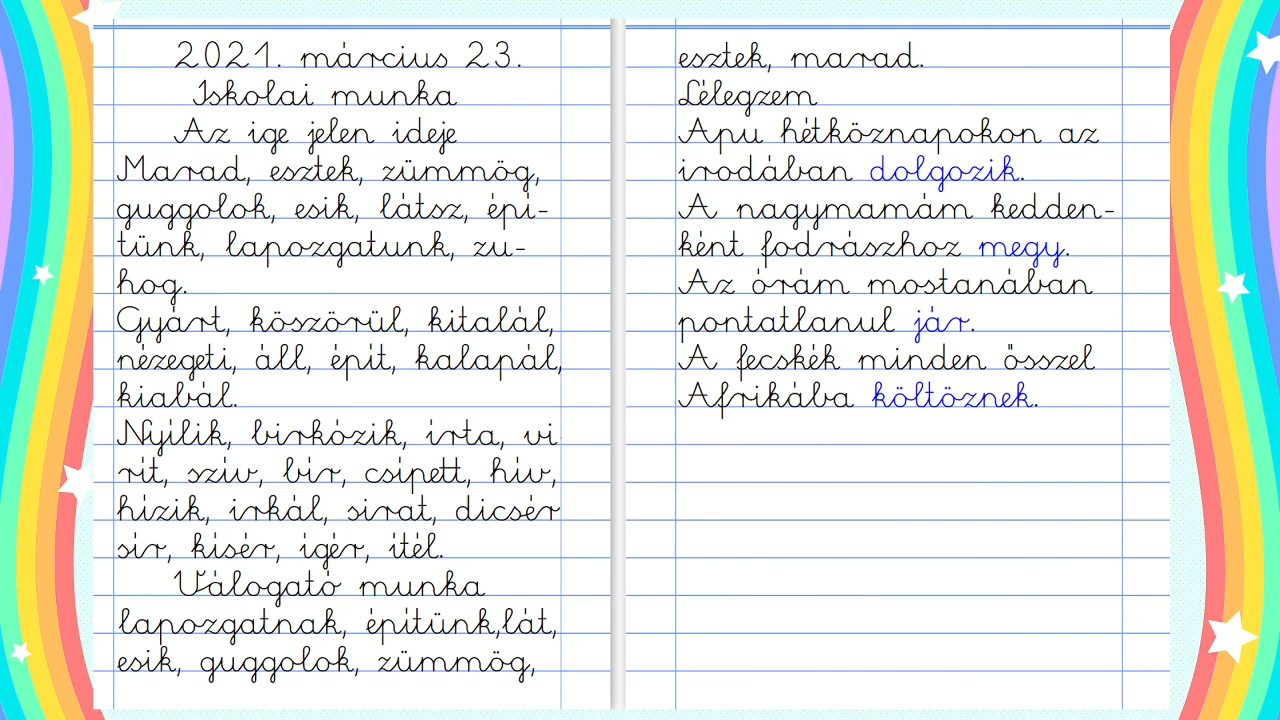 2021. március 23.
Iskolai munka
Az ige jelen ideje
Marad, esztek, zümmög,
guggolok, esik, látsz, épí-
tünk, lapozgatunk, zu-
hog.
Gyárt, köszörül, kitalál,
nézegeti, áll, épít, kalapál,
kiabál.
Nyílik, birkózik, írta, vi
rít, szív, bír, csípett, hív,
hízik, irkál, sirat, dicsér
sír, kísér, ígér, ítél.
Válogató munka
lapozgatnak, építünk,lát,
esik, guggolok, zümmög,
esztek, marad.
Lélegzem
Apu hétköznapokon az
irodában dolgozik.
A nagymamám kedden-
ként fodrászhoz megy.
Az órám mostanában
pontatlanul jár.
A fecskék minden ősszel
Afrikába költöznek.